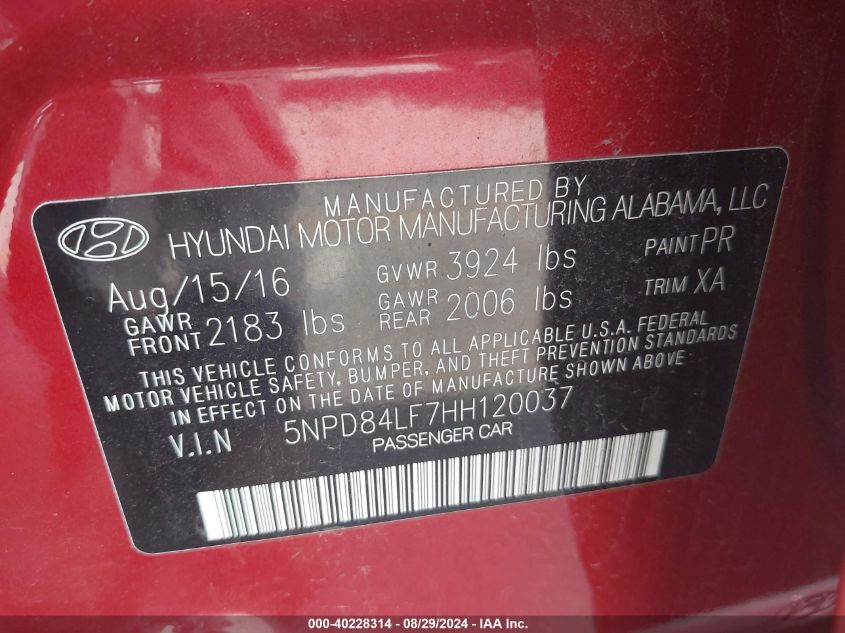 MANUFACTURED BY
HYUNDAI MOTOR MANUFACTURING ALABAMA, LLC
Aug/15/16 GVWR 3924 lbs PAINT PR
GAWR FRONT 2183 lbs GAWR REAR 2006 lbs TRIM XA
THIS VEHICLE CONFORMS TO ALL APPLICABLE U.S.A. FEDERAL
MOTOR VEHICLE SAFETY, BUMPER, AND THEFT PREVENTION STANDARDS
IN EFFECT ON THE DATE OF MANUFACTURE SHOWN ABOVE
V.I.N 5NPD84LF7HH120037
PASSENGER CAR
000-40228314 - 08/29/2024 - IAA Inc.